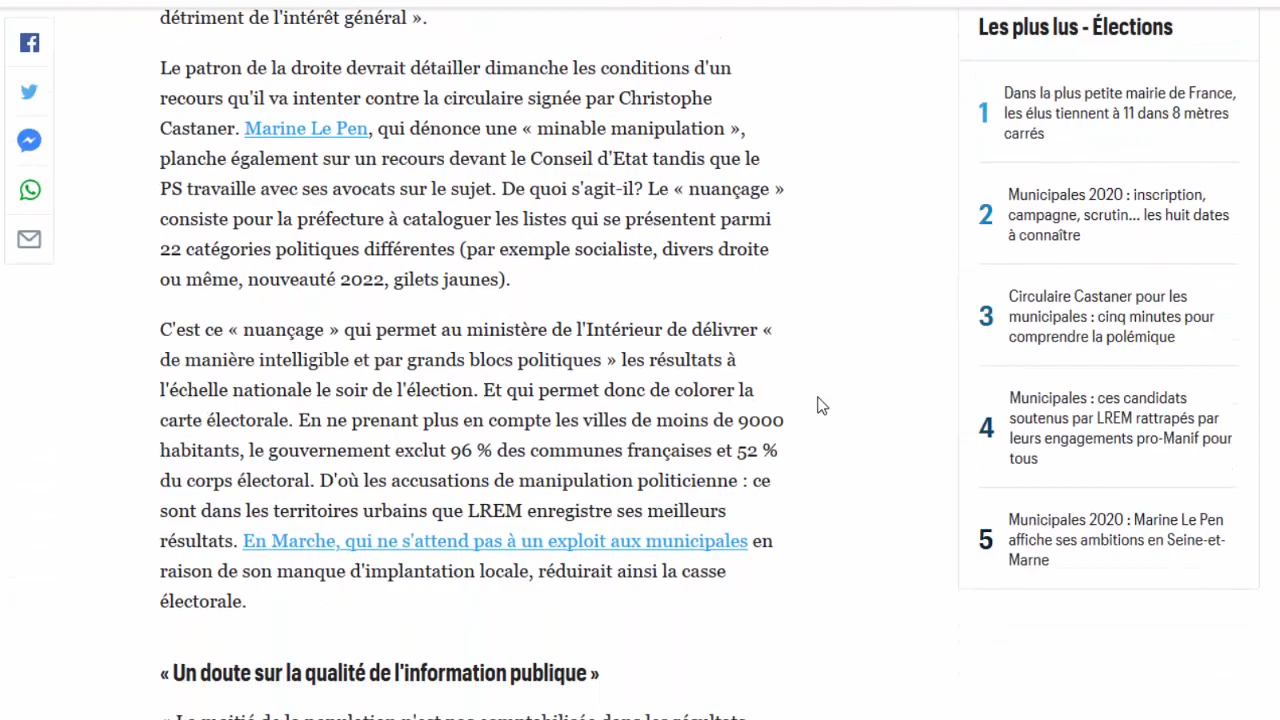 détriment de l'intérêt général ».
Le patron de la droite devrait détailler dimanche les conditions d'un
recours qu'il va intenter contre la circulaire signée par Christophe
Castaner. Marine Le Pen, qui dénonce une « minable manipulation »,
planche également sur un recours devant le Conseil d'Etat tandis que le
PS travaille avec ses avocats sur le sujet. De quoi s'agit-il? Le « nuançage »
consiste pour la préfecture à cataloguer les listes qui se présentent parmi
22 catégories politiques différentes (par exemple socialiste, divers droite
ou même, nouveauté 2022, gilets jaunes).
C'est ce « nuançage » qui permet au ministère de l'Intérieur de délivrer «
de manière intelligible et par grands blocs politiques » les résultats à
l'échelle nationale le soir de l'élection. Et qui permet donc de colorer la
carte électorale. En ne prenant plus en compte les villes de moins de 9000
habitants, le gouvernement exclut 96 % des communes françaises et 52 %
du corps électoral. D'où les accusations de manipulation politicienne : ce
sont dans les territoires urbains que LREM enregistre ses meilleurs
résultats. En Marche, qui ne s'attend pas à un exploit aux municipales en
raison de son manque d'implantation locale, réduirait ainsi la casse
électorale.
« Un doute sur la qualité de l'information publique »
« La moitié de la population n'est pas comptabilisée dans les résultats
Les plus lus - Élections
1
Dans la plus petite mairie de France,
les élus tiennent à 11 dans 8 mètres
carrés
2
Municipales 2020 : inscription,
campagne, scrutin... les huit dates
à connaître
3
Circulaire Castaner pour les
municipales : cinq minutes pour
comprendre la polémique
4
Municipales : ces candidats
soutenus par LREM rattrapés par
leurs engagements pro-Manif pour
tous
5
Municipales 2020 : Marine Le Pen
affiche ses ambitions en Seine-et-
Marne